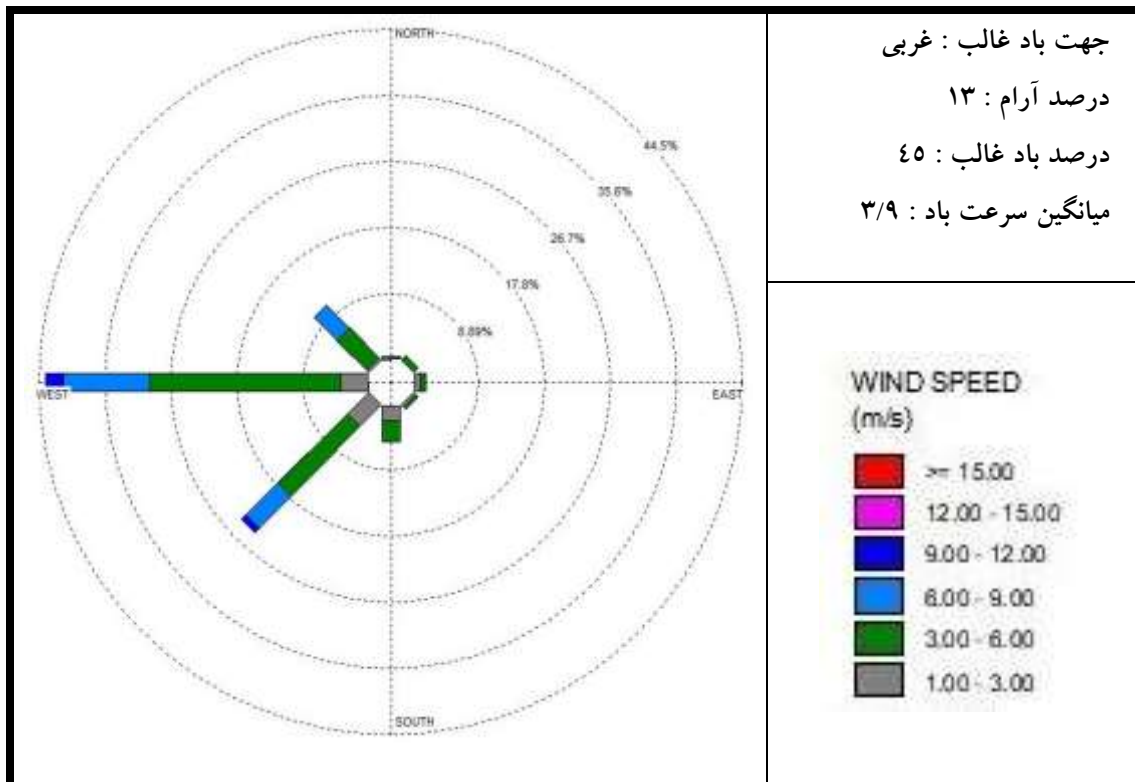 NORTH
44.5%
35.6%
26.7%
17.8%
8.89%
WEST
EAST
SOUTH
جهت باد غالب : غربی
درصد آرام : ۱۳
درصد باد غالب : ٤٥
میانگین سرعت باد : ۳/۹
WIND SPEED
(m/s)
>= 15.00
12.00 - 15.00
9.00 - 12.00
6.00 - 9.00
3.00 - 6.00
1.00 - 3.00